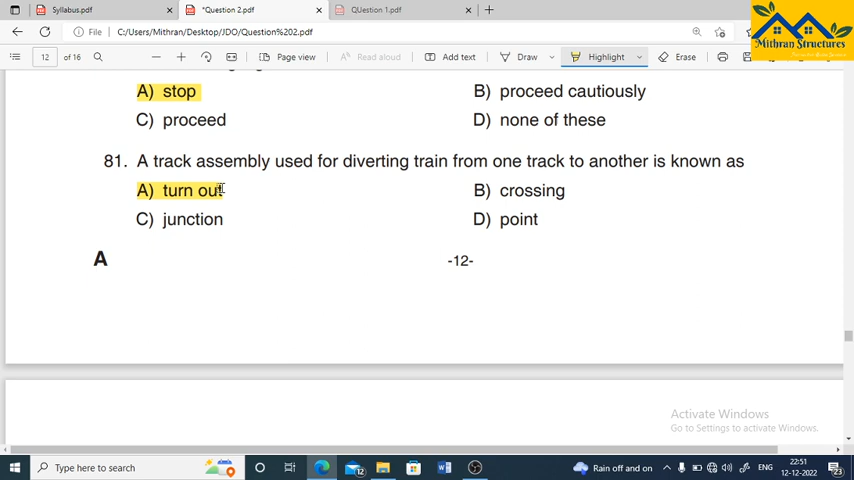 Syllabus.pdf
*Question 2.pdf
QUestion 1.pdf
File
C:/Users/Mithran/Desktop/JDO/Question%202.pdf
Mithran Structures
12 of 16
Page view
Read aloud
Add text
Draw
Highlight
Erase
A) stop
B) proceed cautiously
C) proceed
D) none of these
81. A track assembly used for diverting train from one track to another is known as
A) turn out
B) crossing
C) junction
D) point
A
-12-
Activate Windows
Go to Settings to activate Windows.
Type here to search
12
Rain off and on
ENG
22:51
12-12-2022
23